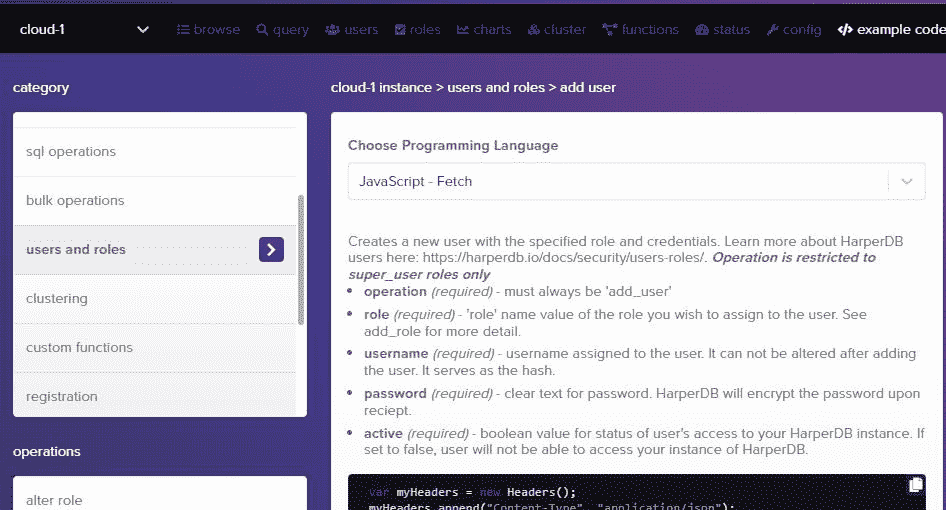 cloud-1
browse query users roles charts cluster functions status config example code
category
cloud-1 instance > users and roles > add user
sql operations
bulk operations
users and roles
clustering
custom functions
registration
operations
alter role
Choose Programming Language
JavaScript - Fetch
Creates a new user with the specified role and credentials. Learn more about HarperDB
users here: https://harperdb.io/docs/security/users-roles/. Operation is restricted to
super_user roles only
• operation (required) - must always be 'add_user'
• role (required) - 'role' name value of the role you wish to assign to the user. See
add_role for more detail.
• username (required) - username assigned to the user. It can not be altered after adding
the user. It serves as the hash.
• password (required) - clear text for password. HarperDB will encrypt the password upon
reciept.
• active (required) - boolean value for status of user's access to your HarperDB instance. If
set to false, user will not be able to access your instance of HarperDB.
var myHeaders = new Headers();
myHeaders.append("Content-Type", "application/json");